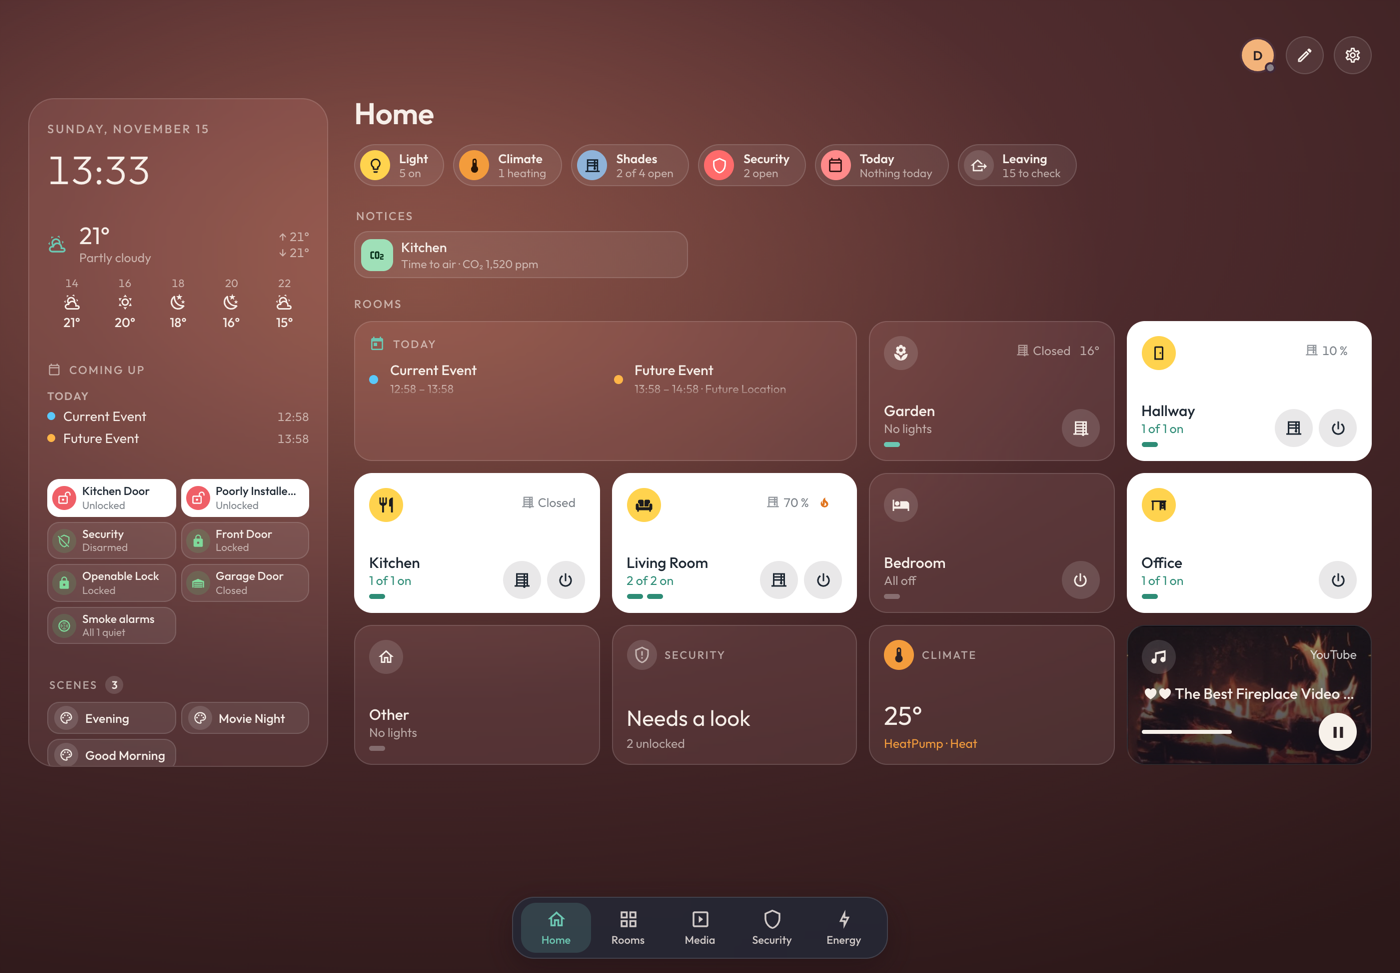 D
SUNDAY, NOVEMBER 15
13:33
21°
Partly cloudy
↑ 21°
↓ 21°
14 16 18 20 22
21° 20° 18° 16° 15°
COMING UP
TODAY
Current Event 12:58
Future Event 13:58
Kitchen Door
Unlocked
Poorly Installe...
Unlocked
Security
Disarmed
Front Door
Locked
Openable Lock
Locked
Garage Door
Closed
Smoke alarms
All 1 quiet
SCENES 3
Evening
Movie Night
Good Morning
Home
Light
5 on
Climate
1 heating
Shades
2 of 4 open
Security
2 open
Today
Nothing today
Leaving
15 to check
NOTICES
CO₂
Kitchen
Time to air · CO₂ 1,520 ppm
ROOMS
TODAY
Current Event
12:58 – 13:58
Future Event
13:58 – 14:58 · Future Location
Closed 16°
Garden
No lights
10 %
Hallway
1 of 1 on
Closed
Kitchen
1 of 1 on
70 %
Living Room
2 of 2 on
Bedroom
All off
Office
1 of 1 on
Other
No lights
SECURITY
Needs a look
2 unlocked
CLIMATE
25°
HeatPump · Heat
YouTube
🤍🤍 The Best Fireplace Video ...
Home
Rooms
Media
Security
Energy